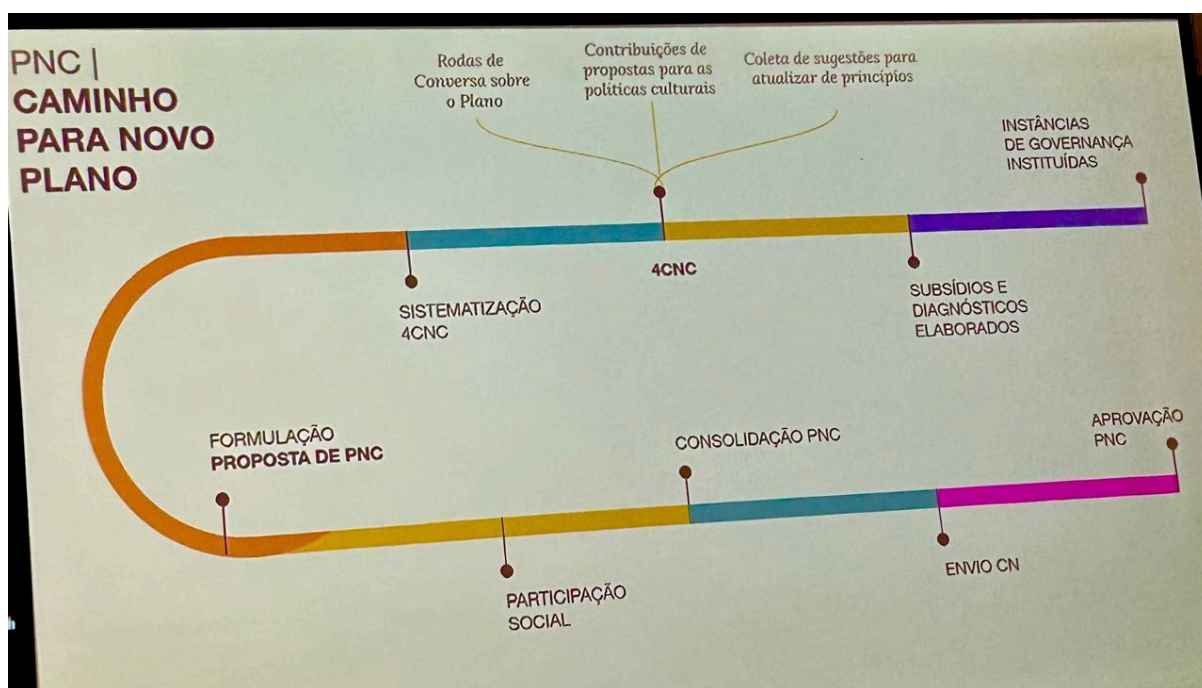 PNC |
CAMINHO
PARA NOVO
PLANO
Rodas de
Conversa sobre
o Plano
Contribuições de
propostas para as
políticas culturais
Coleta de sugestões para
atualizar de princípios
INSTÂNCIAS
DE GOVERNANÇA
INSTITUÍDAS
SISTEMATIZAÇÃO
4CNC
4CNC
SUBSÍDIOS E
DIAGNÓSTICOS
ELABORADOS
FORMULAÇÃO
PROPOSTA DE PNC
PARTICIPAÇÃO
SOCIAL
CONSOLIDAÇÃO PNC
ENVIO CN
APROVAÇÃO
PNC